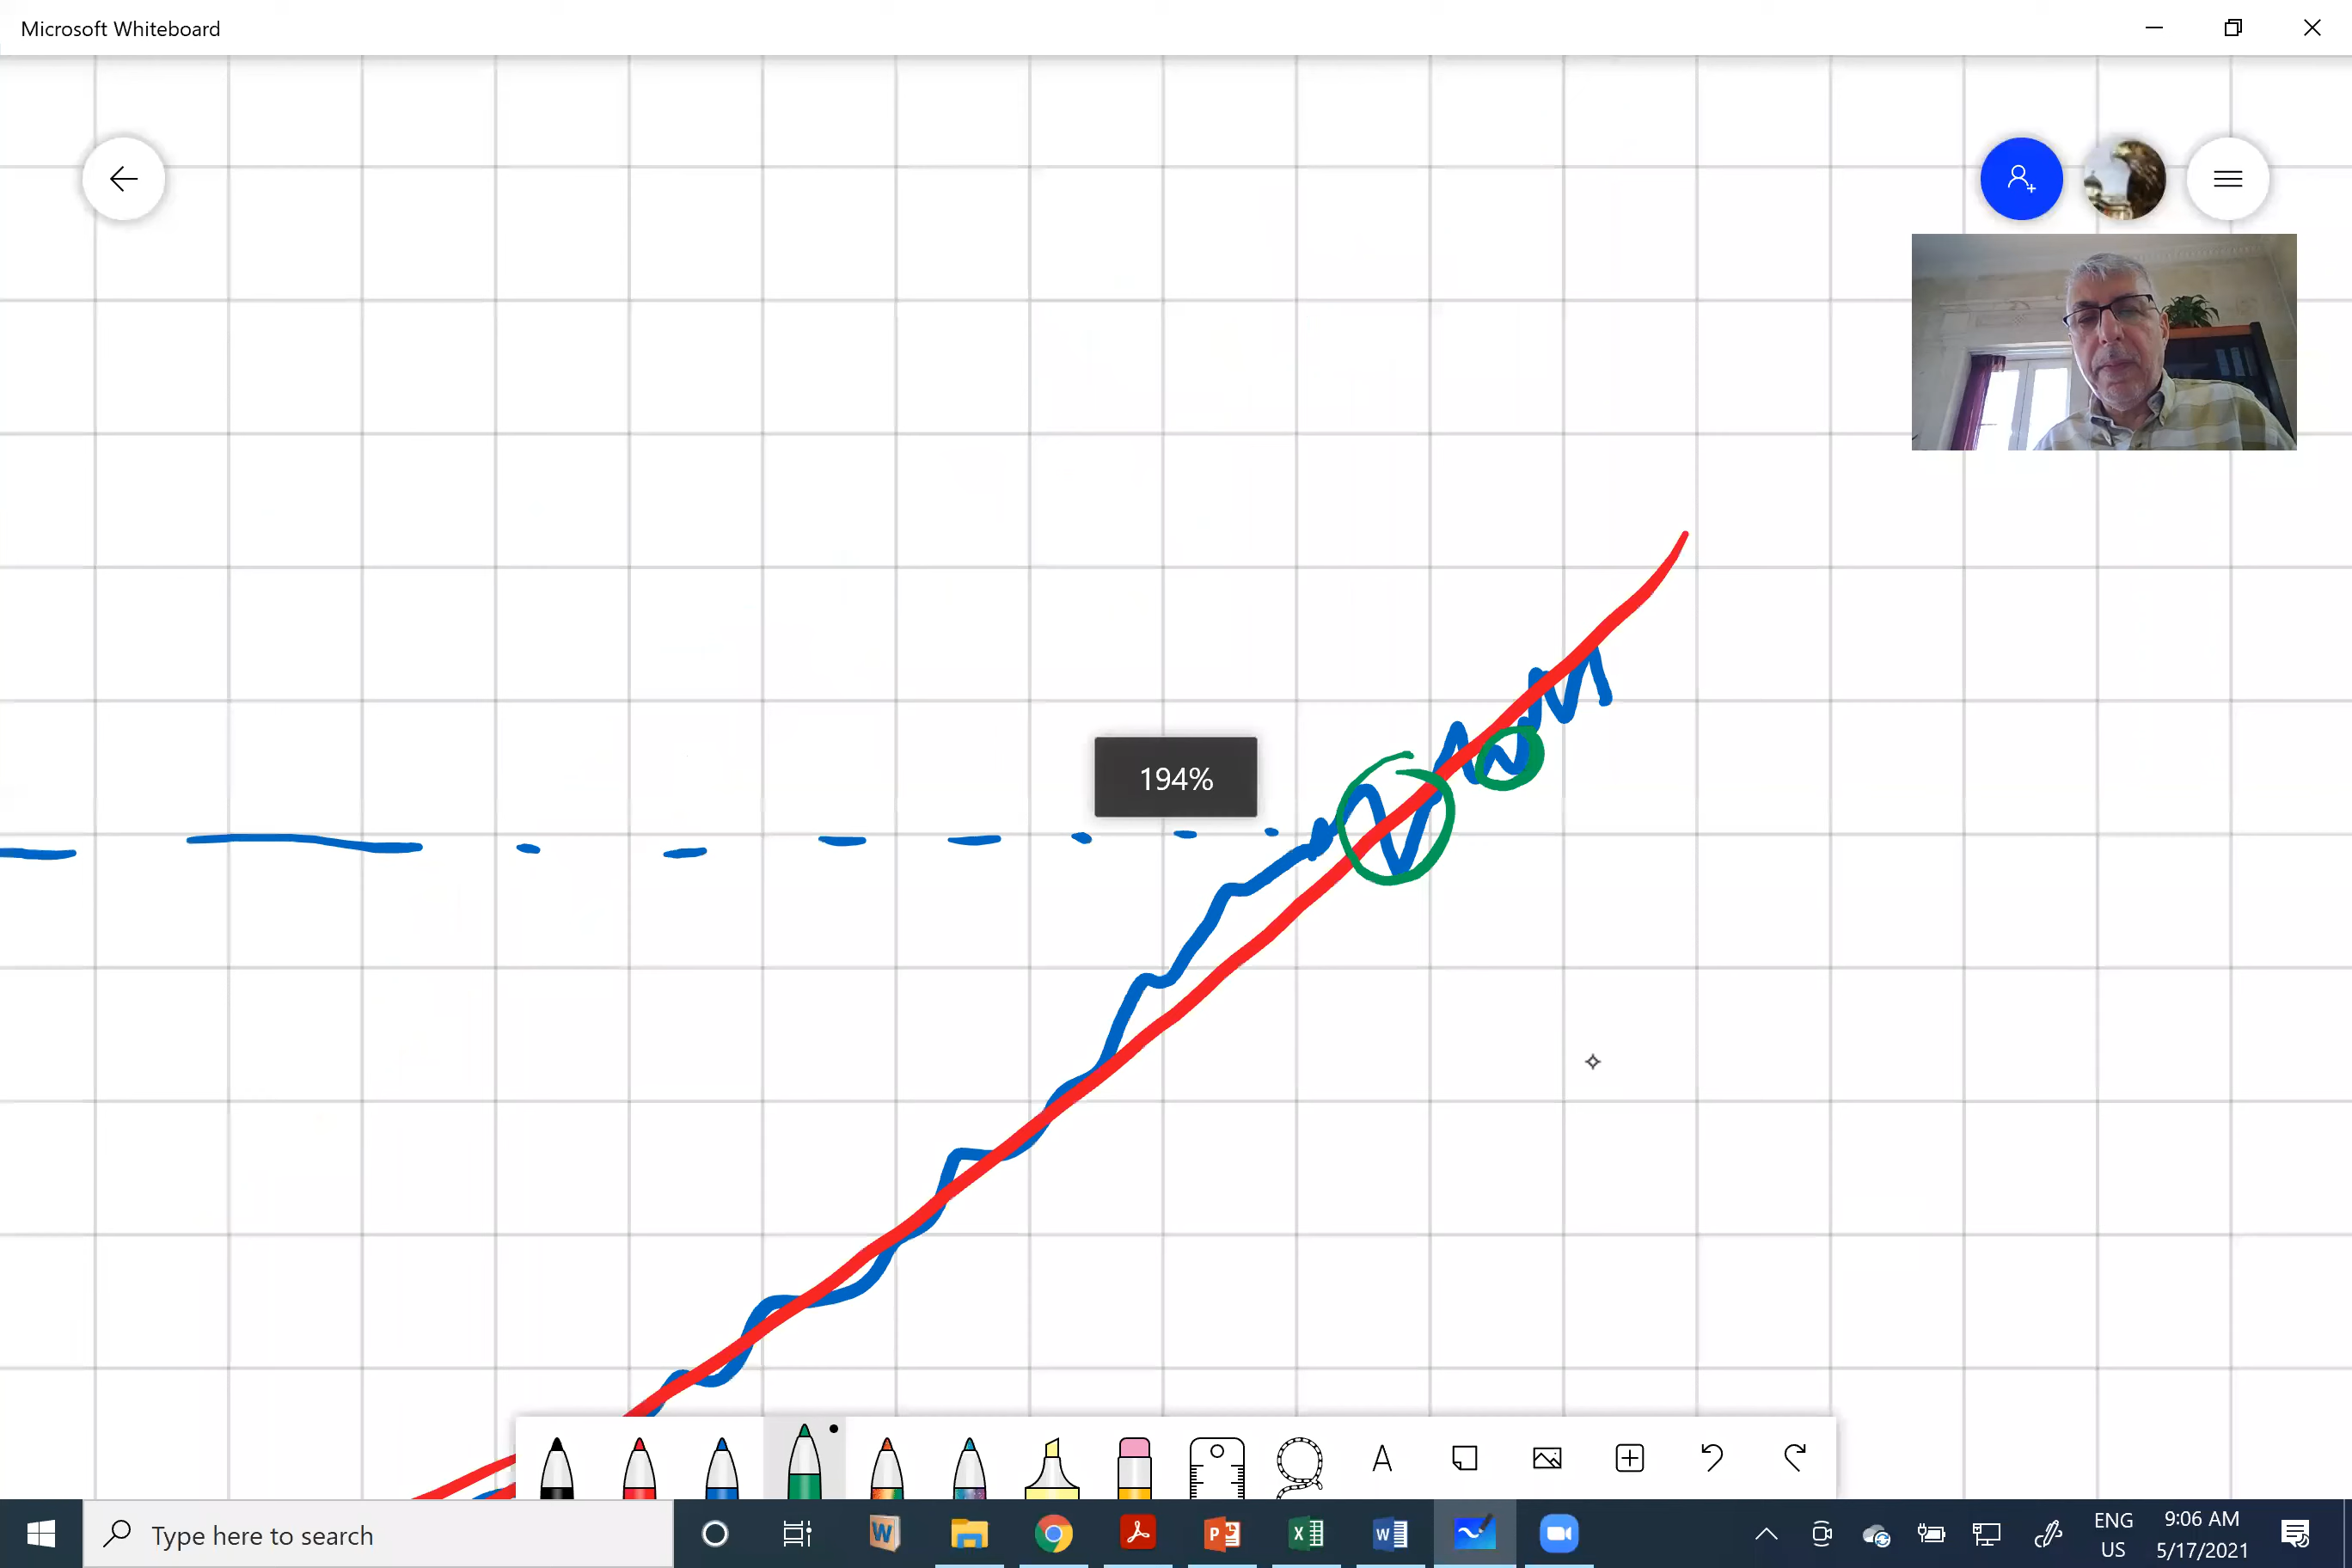 Microsoft Whiteboard
194%
Type here to search
ENG
US
9:06 AM
5/17/2021